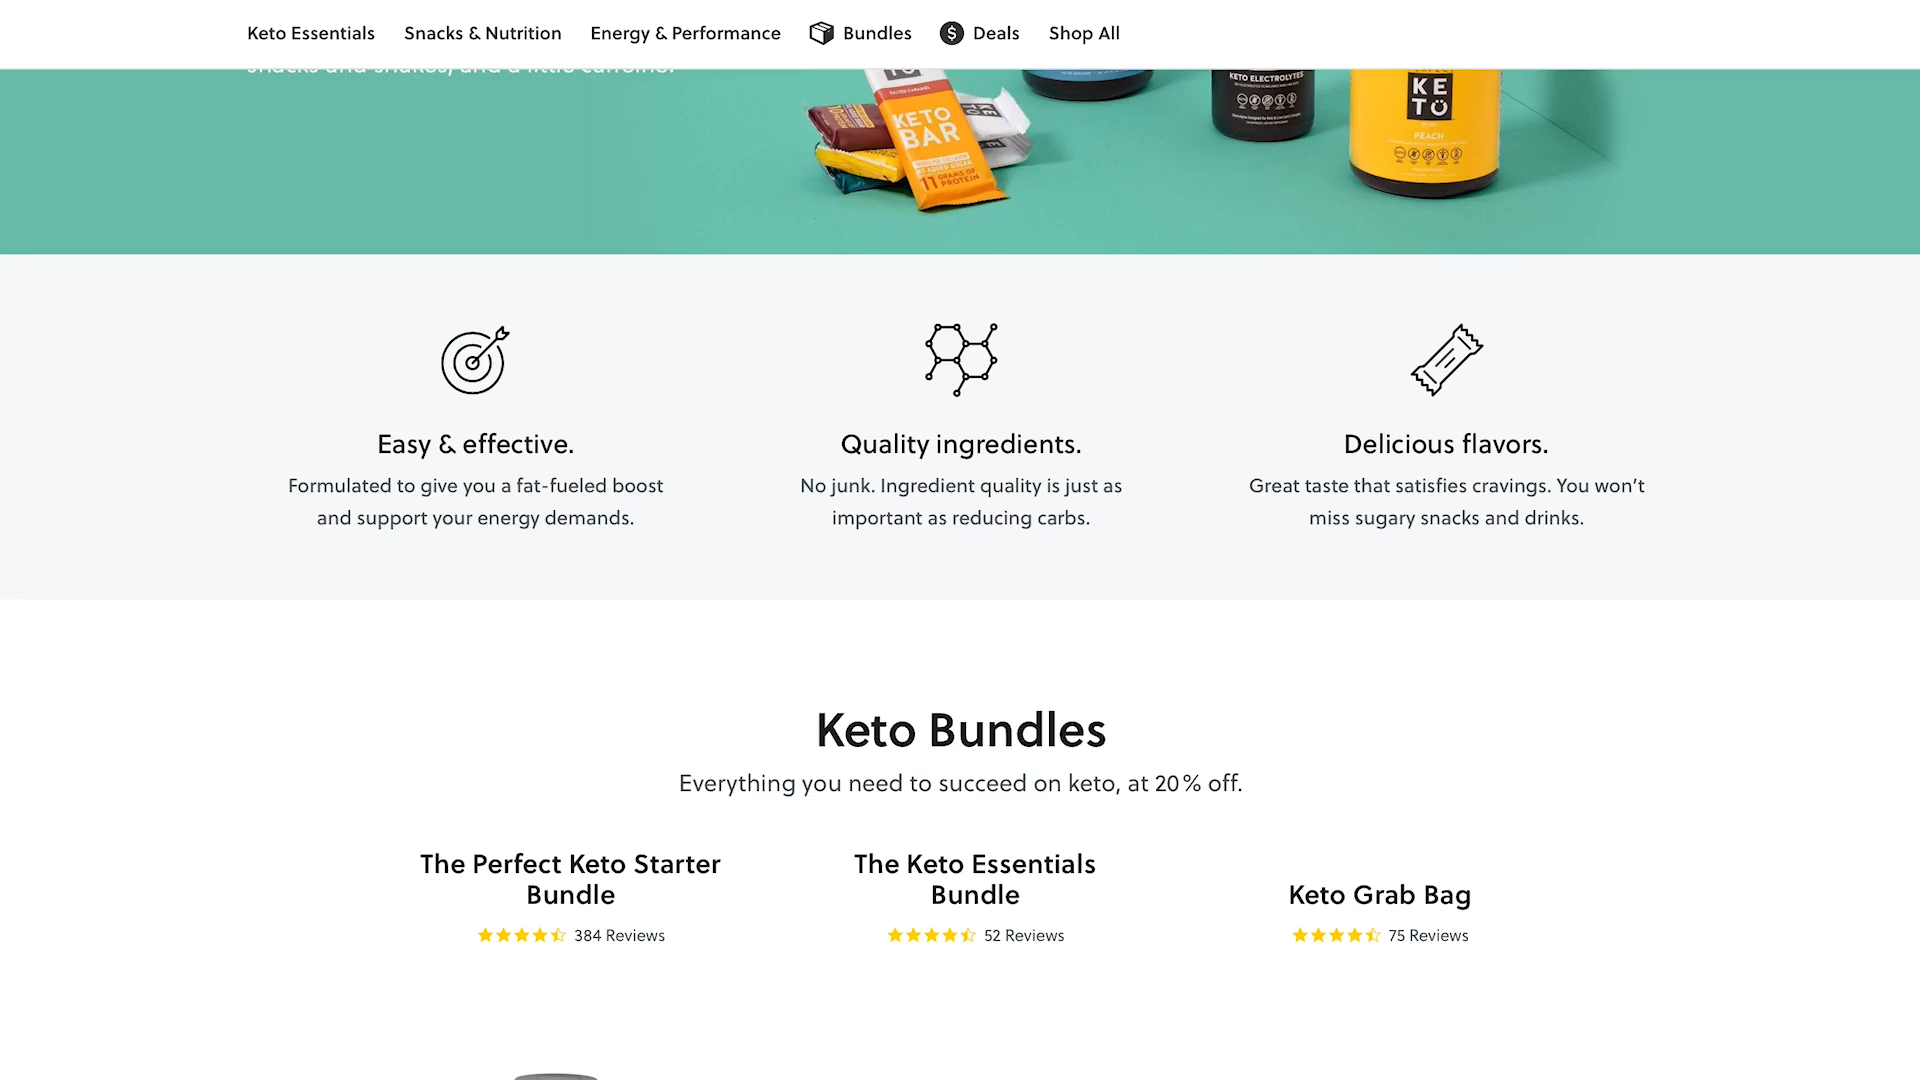 Keto Essentials
Snacks & Nutrition
Energy & Performance
Bundles
Deals
Shop All
SALTED CARAMEL
KETO
BAR
11 GRAMS OF
PROTEIN
KETO ELECTROLYTES
KE
TO
PEACH
Easy & effective.
Formulated to give you a fat-fueled boost
and support your energy demands.
Quality ingredients.
No junk. Ingredient quality is just as
important as reducing carbs.
Delicious flavors.
Great taste that satisfies cravings. You won’t
miss sugary snacks and drinks.
Keto Bundles
Everything you need to succeed on keto, at 20% off.
The Perfect Keto Starter
Bundle
384 Reviews
The Keto Essentials
Bundle
52 Reviews
Keto Grab Bag
75 Reviews